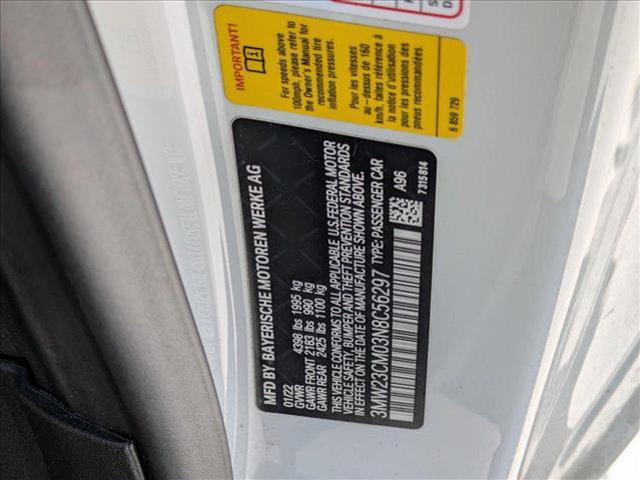 IMPORTANT!
For speeds above
100mph, please refer to
the Owner's Manual for
recommended tire
inflation pressures.
Pour les vitesses
au-dessus de 160
km/h, faites référence à
la notice d'utilisation
pour les pressions des
pneus recommandées
6 859 729
MFD BY BAYERISCHE MOTOREN WERKE AG
01/22
GVWR 4398 lbs 1995 kg
GAWR FRONT 2183 lbs 990 kg
GAWR REAR 2425 lbs 1100 kg
THIS VEHICLE CONFORMS TO ALL APPLICABLE U.S. FEDERAL MOTOR
VEHICLE SAFETY, BUMPER, AND THEFT PREVENTION STANDARDS
IN EFFECT ON THE DATE OF MANUFACTURE SHOWN ABOVE.
3MW23CM03N8C56297 TYPE: PASSENGER CAR
A96
7 315 814